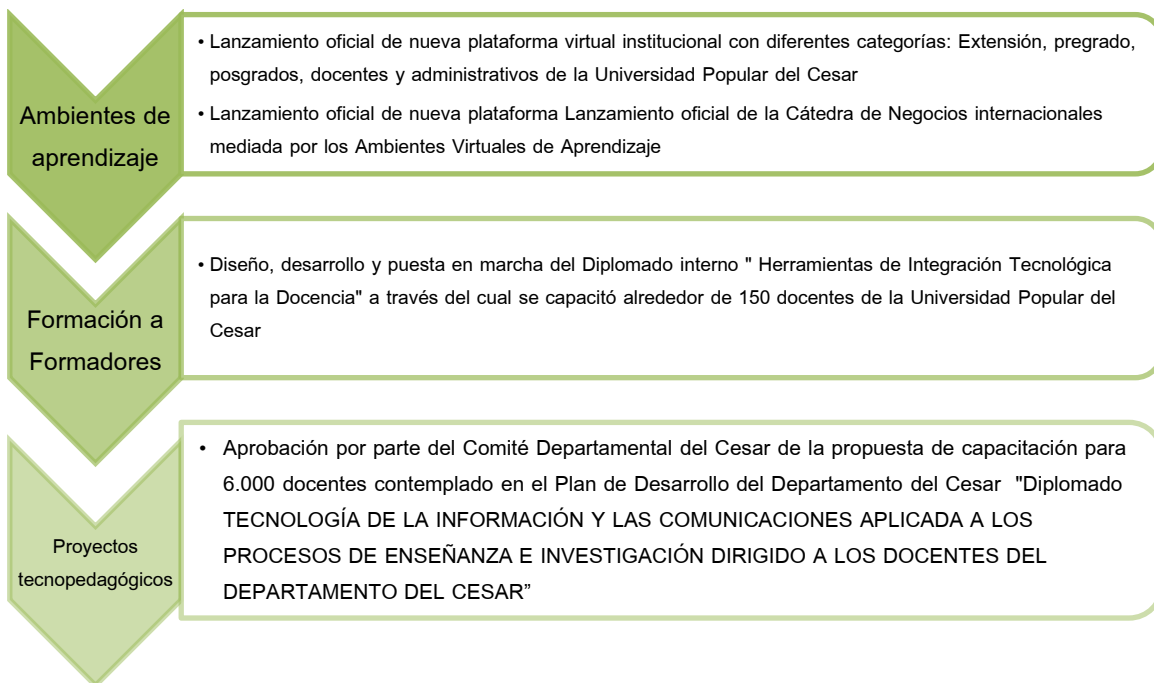 Ambientes de
aprendizaje
• Lanzamiento oficial de nueva plataforma virtual institucional con diferentes categorías: Extensión, pregrado,
posgrados, docentes y administrativos de la Universidad Popular del Cesar
• Lanzamiento oficial de nueva plataforma Lanzamiento oficial de la Cátedra de Negocios internacionales
mediada por los Ambientes Virtuales de Aprendizaje
Formación a
Formadores
• Diseño, desarrollo y puesta en marcha del Diplomado interno " Herramientas de Integración Tecnológica
para la Docencia" a través del cual se capacitó alrededor de 150 docentes de la Universidad Popular del
Cesar
Proyectos
tecnopedagógicos
• Aprobación por parte del Comité Departamental del Cesar de la propuesta de capacitación para
6.000 docentes contemplado en el Plan de Desarrollo del Departamento del Cesar "Diplomado
TECNOLOGÍA DE LA INFORMACIÓN Y LAS COMUNICACIONES APLICADA A LOS
PROCESOS DE ENSEÑANZA E INVESTIGACIÓN DIRIGIDO A LOS DOCENTES DEL
DEPARTAMENTO DEL CESAR”